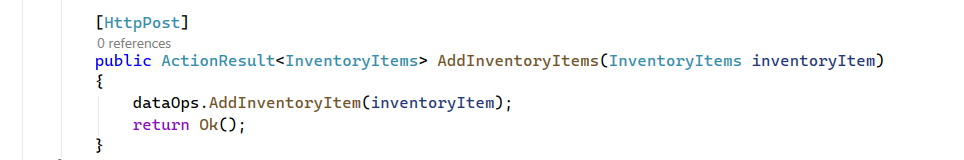 [HttpPost]
0 references
public ActionResult<InventoryItems> AddInventoryItems(InventoryItems inventoryItem)
{
dataOps.AddInventoryItem(inventoryItem);
return Ok();
}